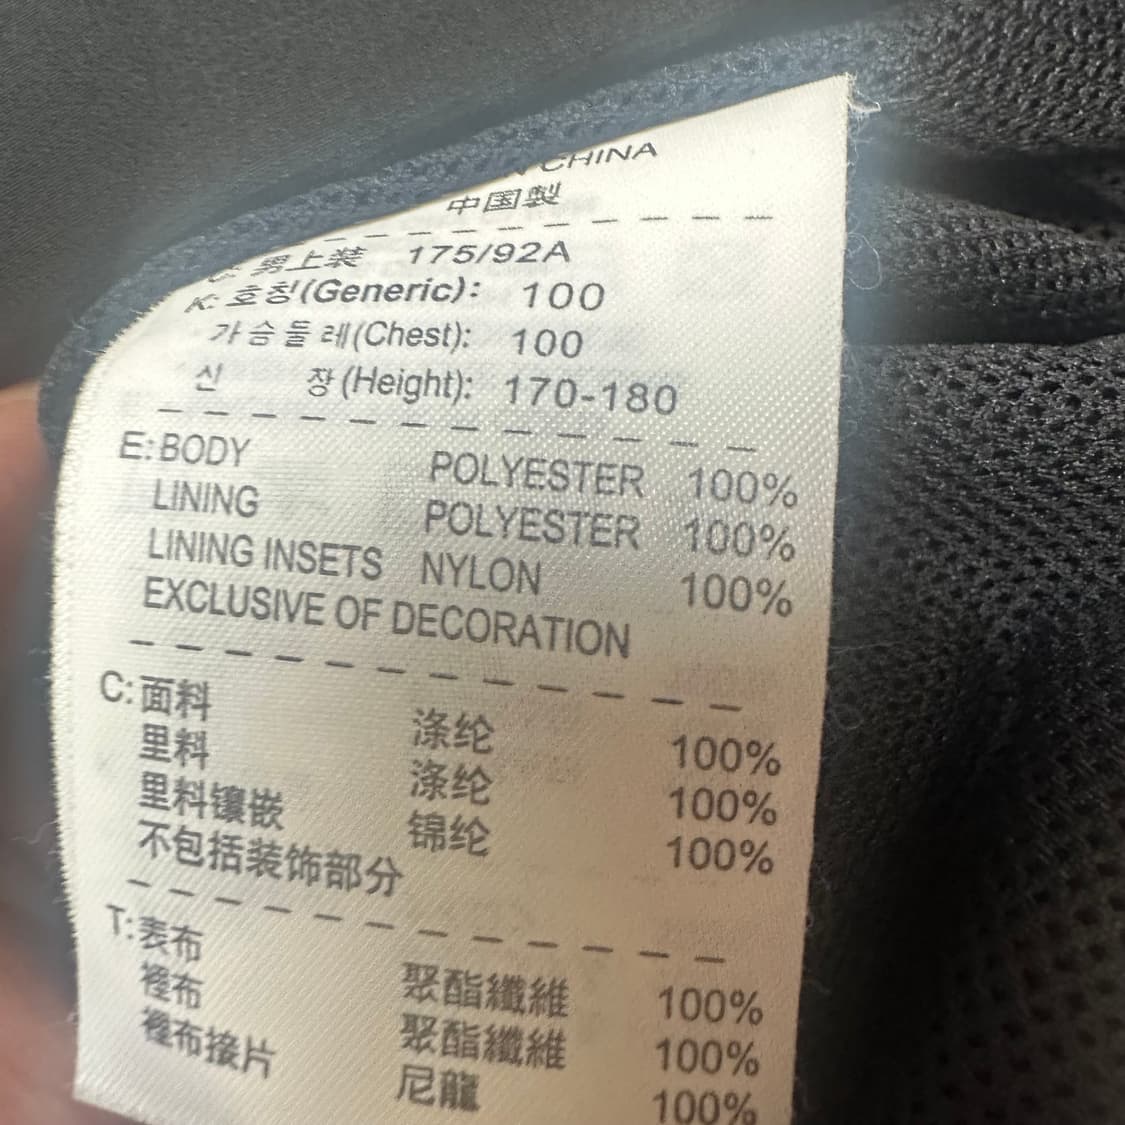 CHINA
中国製
男上装 175/92A
K: 호칭(Generic): 100
가슴둘레(Chest): 100
신 장(Height): 170-180
E:BODY POLYESTER 100%
LINING POLYESTER 100%
LINING INSETS NYLON 100%
EXCLUSIVE OF DECORATION
C:面料 涤纶 100%
里料 涤纶 100%
里料镶嵌 锦纶 100%
不包括装饰部分
T:表布 聚酯纖維 100%
裡布 聚酯纖維 100%
裡布接片 尼龍 100%